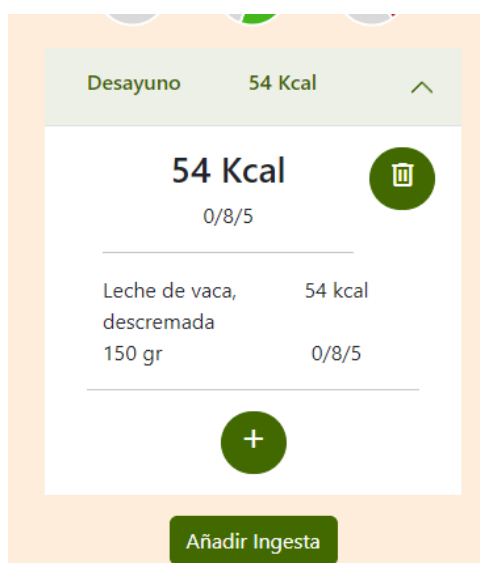 Desayuno 54 Kcal
54 Kcal
0/8/5
Leche de vaca, 54 kcal
descremada
150 gr 0/8/5
+
Añadir Ingesta